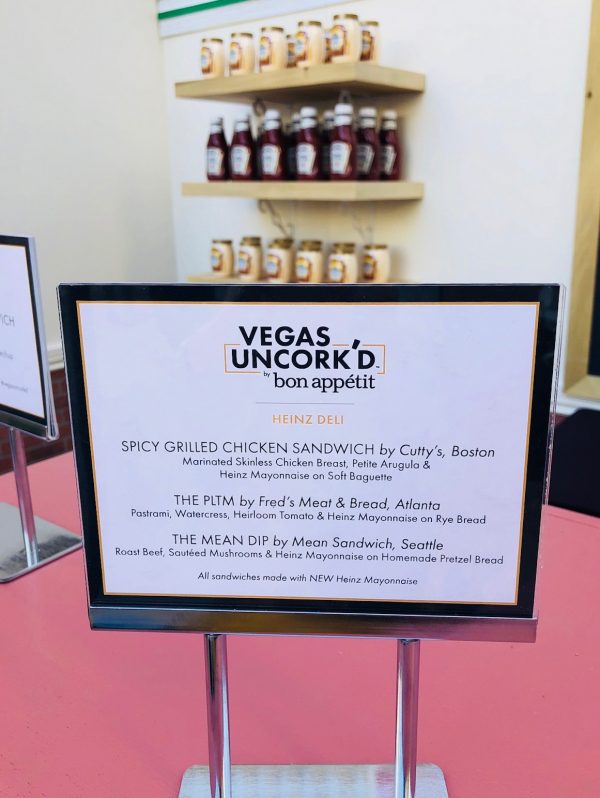 VEGAS
UNCORK'D™
by bon appétit
HEINZ DELI
SPICY GRILLED CHICKEN SANDWICH by Cutty's, Boston
Marinated Skinless Chicken Breast, Petite Arugula &
Heinz Mayonnaise on Soft Baguette
THE PLTM by Fred's Meat & Bread, Atlanta
Pastrami, Watercress, Heirloom Tomato & Heinz Mayonnaise on Rye Bread
THE MEAN DIP by Mean Sandwich, Seattle
Roast Beef, Sautéed Mushrooms & Heinz Mayonnaise on Homemade Pretzel Bread
All sandwiches made with NEW Heinz Mayonnaise